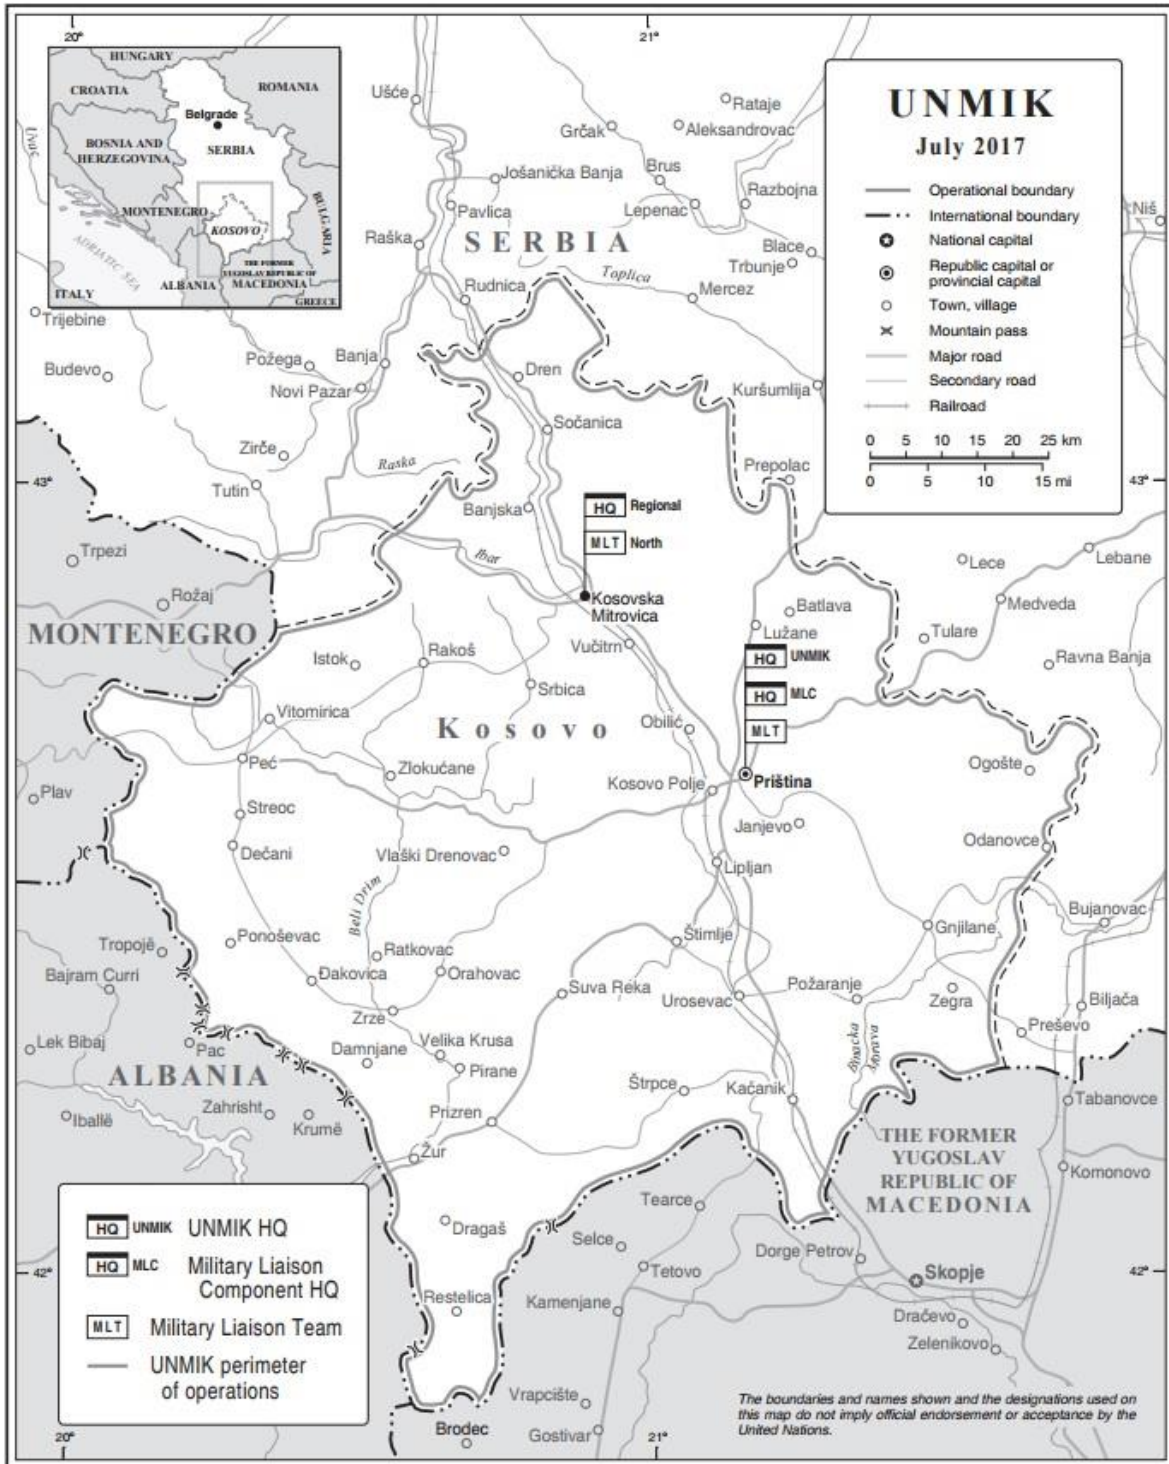 20°
21°
HUNGARY
CROATIA
ROMANIA
Belgrade
BOSNIA AND
HERZEGOVINA
SERBIA
MONTENEGRO
KOSOVO
BULGARIA
ADRIATIC SEA
THE FORMER
YUGOSLAV REPUBLIC OF
MACEDONIA
ALBANIA
ITALY
GREECE
UNMIK
July 2017
Operational boundary
International boundary
National capital
Republic capital or
provincial capital
Town, village
Mountain pass
Major road
Secondary road
Railroad
0 5 10 15 20 25 km
0 5 10 15 mi
Uvac
Ušće
Rataje
Grčak
Aleksandrovac
Jošanička Banja
Brus
Razbojna
Pavlica
Lepenac
Niš
Raška
SERBIA
Blace
Trbunje
Toplica
Rudnica
Mercez
Trijebine
Požega
Banja
Budevo
Dren
Novi Pazar
Kuršumlija
Sočanica
Zirče
Raska
Prepolac
43°
43°
Tutin
Banjska
HQ Regional
MLT North
Ibar
Trpezi
Lece
Lebane
Rožaj
Kosovska
Mitrovica
Batlava
Medveda
MONTENEGRO
Lužane
Tulare
Vučitrn
Istok
Rakoš
HQ UNMIK
Ravna Banja
Srbica
HQ MLC
Vitomirica
Kosovo
Obilić
MLT
Peć
Ogošte
Zlokućane
Kosovo Polje
Priština
Plav
Streoc
Janjevo
Odanovce
Dečani
Vlaški Drenovac
Lipljan
Beli Drim
Bujanovac
Gnjilane
Tropojë
Ponoševac
Štimlje
Ratkovac
Bajram Curri
Đakovica
Orahovac
Suva Reka
Požaranje
Urosevac
Zegra
Biljača
Zrze
Preševo
Lek Bibaj
Pac
Velika Krusa
Damnjane
Binacka
Morava
ALBANIA
Pirane
Štrpce
Kačanik
Zahrisht
Tabanovce
Iballë
Krumë
Prizren
Žur
THE FORMER
YUGOSLAV
REPUBLIC OF
MACEDONIA
Komonovo
Tearce
HQ UNMIK UNMIK HQ
HQ MLC Military Liaison
Component HQ
MLT Military Liaison Team
UNMIK perimeter
of operations
Dragaš
Selce
Dorge Petrov
42°
42°
Tetovo
Skopje
Restelica
Kamenjane
Dračevo
Zelenikovo
Vrapcište
Brodec
Gostivar
The boundaries and names shown and the designations used on
this map do not imply official endorsement or acceptance by the
United Nations.
20°
21°